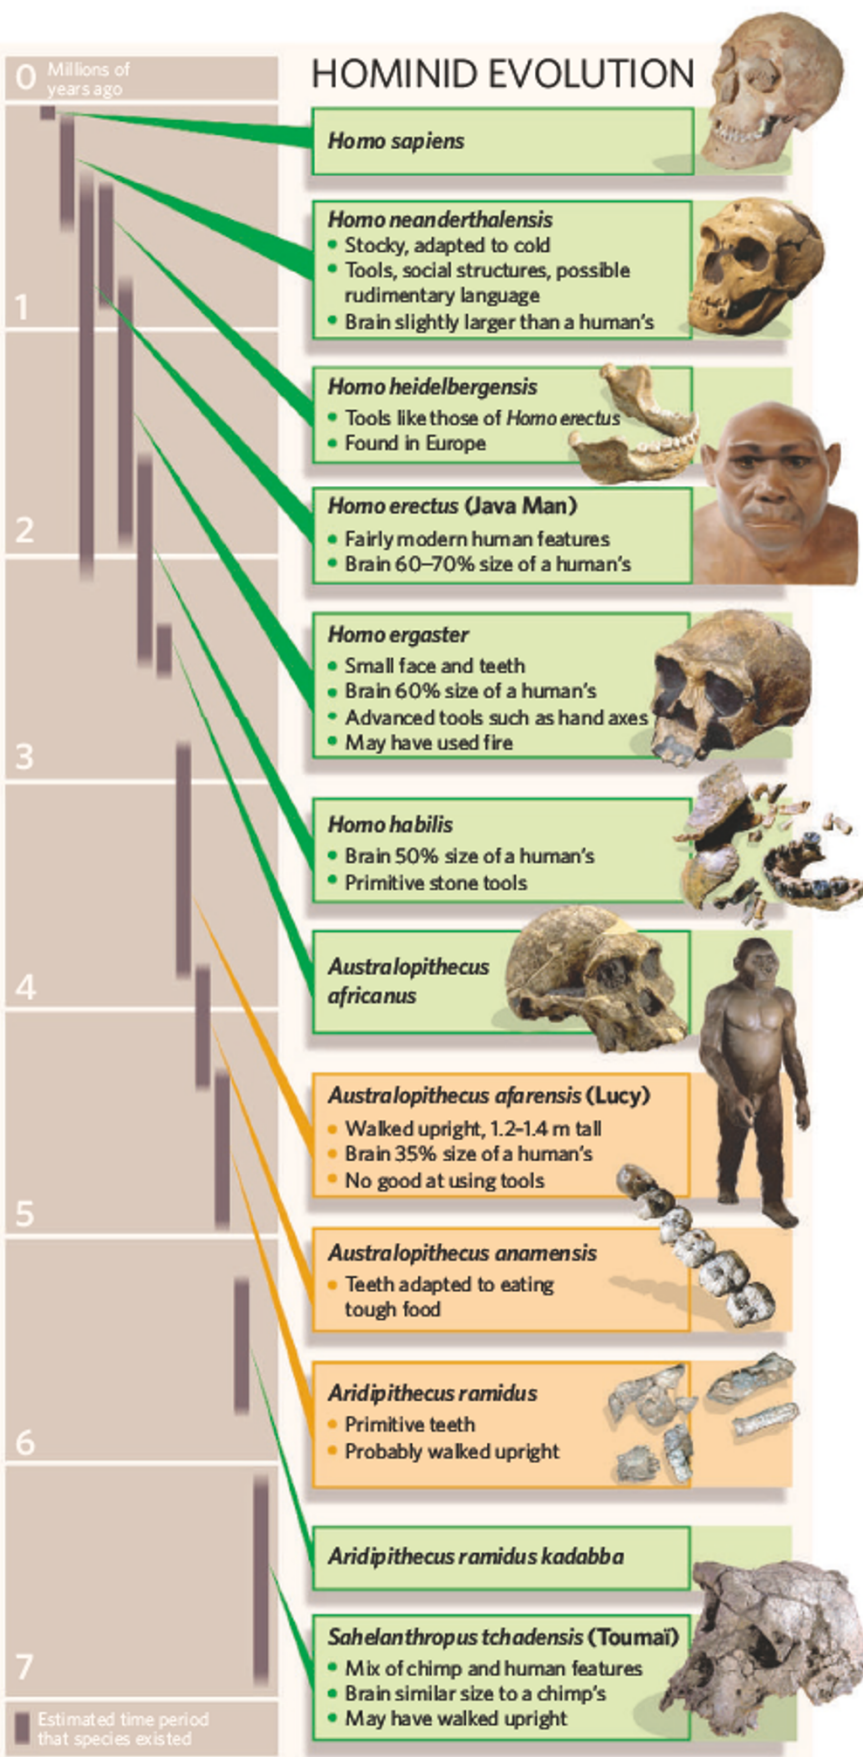 0 Millions of
years ago
HOMINID EVOLUTION
Homo sapiens
Homo neanderthalensis
• Stocky, adapted to cold
• Tools, social structures, possible
rudimentary language
• Brain slightly larger than a human's
1
Homo heidelbergensis
• Tools like those of Homo erectus
• Found in Europe
Homo erectus (Java Man)
• Fairly modern human features
• Brain 60–70% size of a human's
2
Homo ergaster
• Small face and teeth
• Brain 60% size of a human's
• Advanced tools such as hand axes
• May have used fire
3
Homo habilis
• Brain 50% size of a human's
• Primitive stone tools
Australopithecus
africanus
4
Australopithecus afarensis (Lucy)
• Walked upright, 1.2-1.4 m tall
• Brain 35% size of a human's
• No good at using tools
5
Australopithecus anamensis
• Teeth adapted to eating
tough food
Aridipithecus ramidus
• Primitive teeth
• Probably walked upright
6
Aridipithecus ramidus kadabba
Sahelanthropus tchadensis (Toumaï)
• Mix of chimp and human features
• Brain similar size to a chimp's
• May have walked upright
7
Estimated time period
that species existed